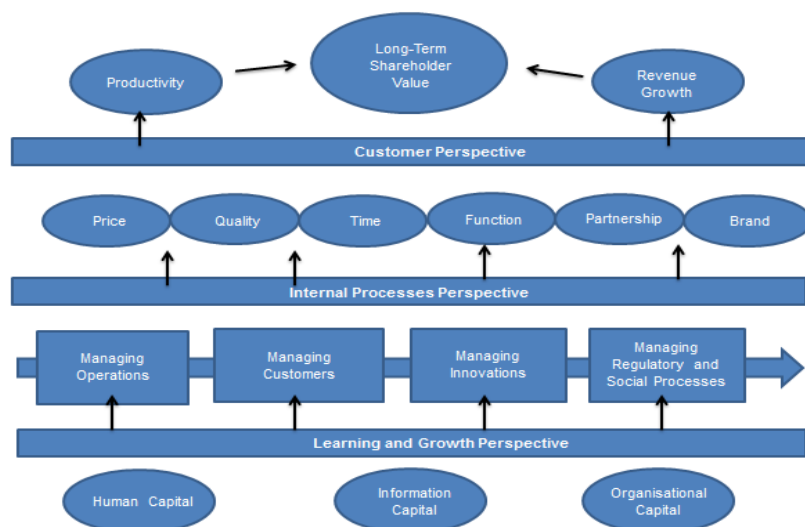 Long-Term
Shareholder
Value
Productivity
Revenue
Growth
Customer Perspective
Price
Quality
Time
Function
Partnership
Brand
Internal Processes Perspective
Managing
Operations
Managing
Customers
Managing
Innovations
Managing
Regulatory and
Social Processes
Learning and Growth Perspective
Human Capital
Information
Capital
Organisational
Capital